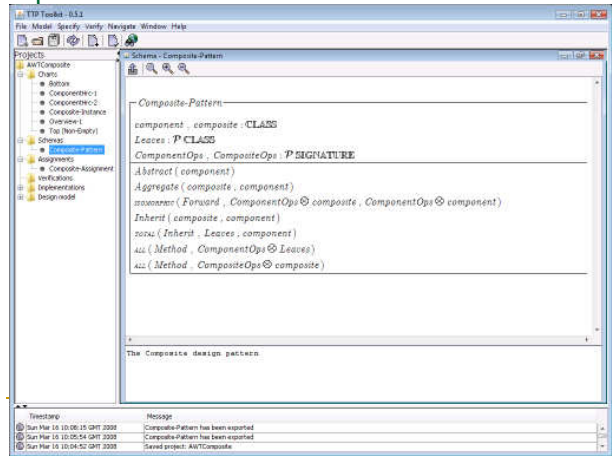 TTP Toolkit - 0.5.1
File Model Specify Verify Navigate Window Help
Projects
AWTComposite
Charts
Bottom
ComponentHrc-1
ComponentHrc-2
Composite-Instance
Overview-1
Top (Non-Empty)
Schemas
Composite-Pattern
Assignments
Composite-Assignment
Verifications
Implementations
Design model
Schema - Composite-Pattern
Composite-Pattern
component , composite : CLASS
Leaves : P CLASS
ComponentOps , CompositeOps : P SIGNATURE
Abstract ( component )
Aggregate ( composite , component )
ISOMORPHIC ( Forward , ComponentOps ⊗ composite , ComponentOps ⊗ component )
Inherit ( composite , component )
TOTAL ( Inherit , Leaves , component )
ALL ( Method , ComponentOps ⊗ Leaves )
ALL ( Method , CompositeOps ⊗ composite )
The Composite design pattern
Timestamp Message
Sun Mar 16 10:06:15 GMT 2008 Composite-Pattern has been exported
Sun Mar 16 10:05:54 GMT 2008 Composite-Pattern has been exported
Sun Mar 16 10:04:52 GMT 2008 Saved project: AWTComposite